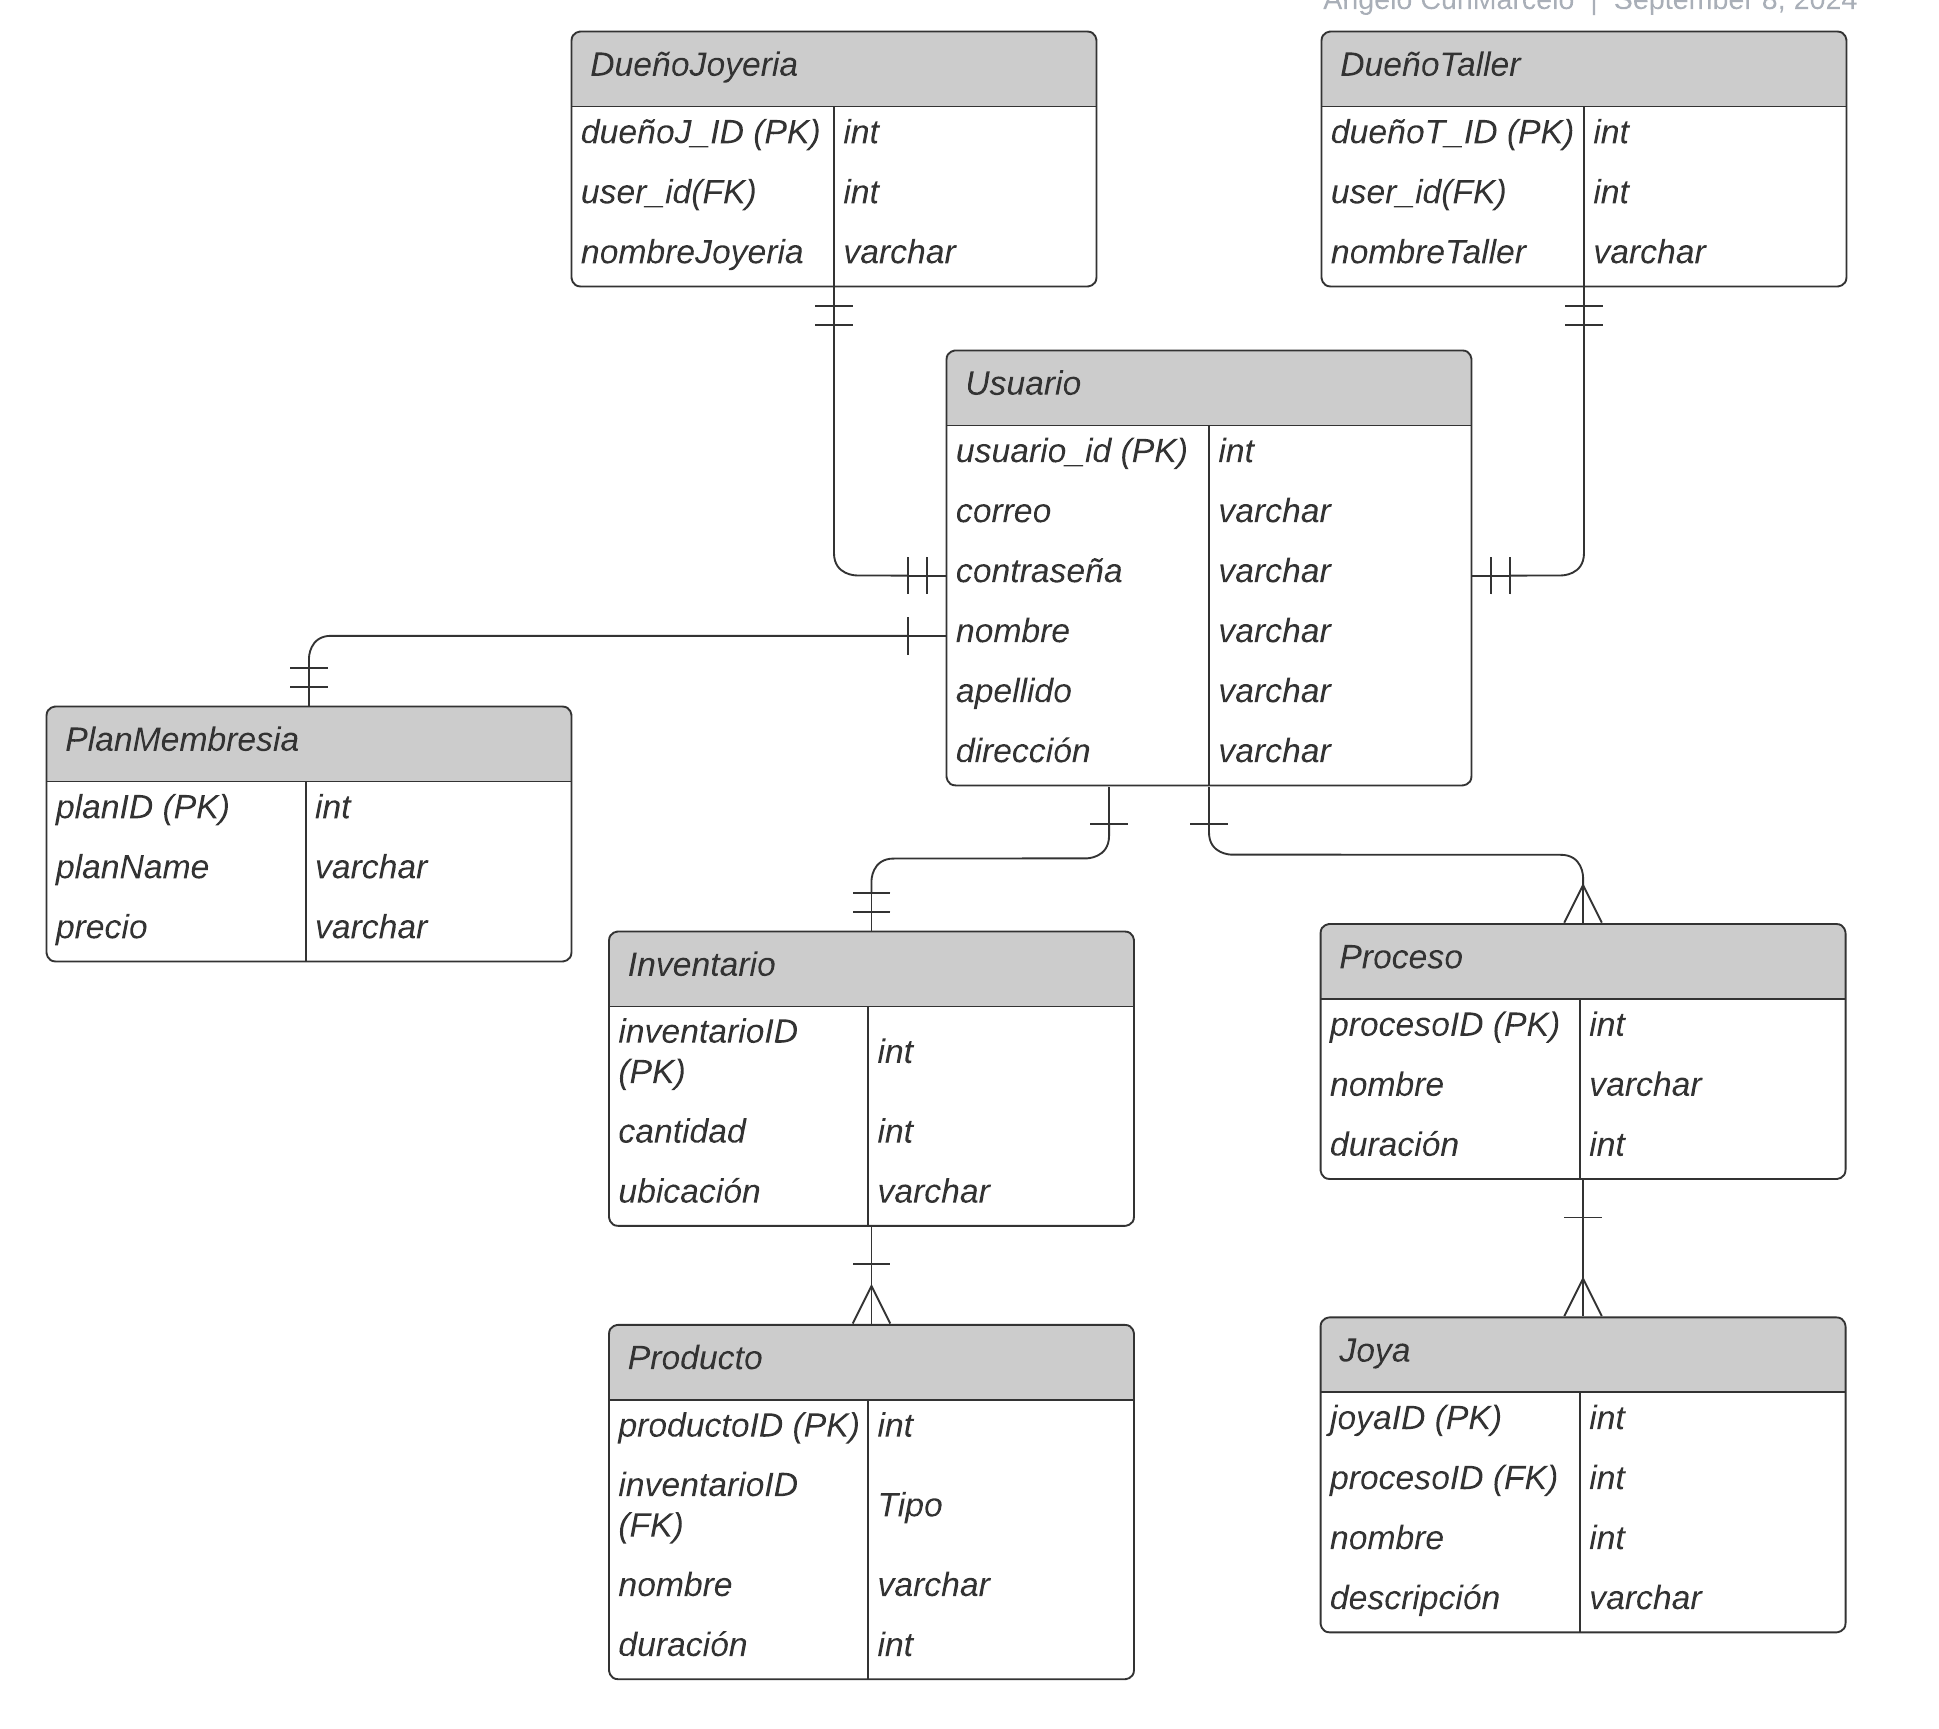 Angelo CuriMarcelo | September 8, 2024
DueñoJoyeria
dueñoJ_ID (PK) int
user_id(FK) int
nombreJoyeria varchar
DueñoTaller
dueñoT_ID (PK) int
user_id(FK) int
nombreTaller varchar
Usuario
usuario_id (PK) int
correo varchar
contraseña varchar
nombre varchar
apellido varchar
dirección varchar
PlanMembresia
planID (PK) int
planName varchar
precio varchar
Inventario
inventarioID
(PK) int
cantidad int
ubicación varchar
Proceso
procesoID (PK) int
nombre varchar
duración int
Producto
productoID (PK) int
inventarioID
(FK) Tipo
nombre varchar
duración int
Joya
joyaID (PK) int
procesoID (FK) int
nombre int
descripción varchar